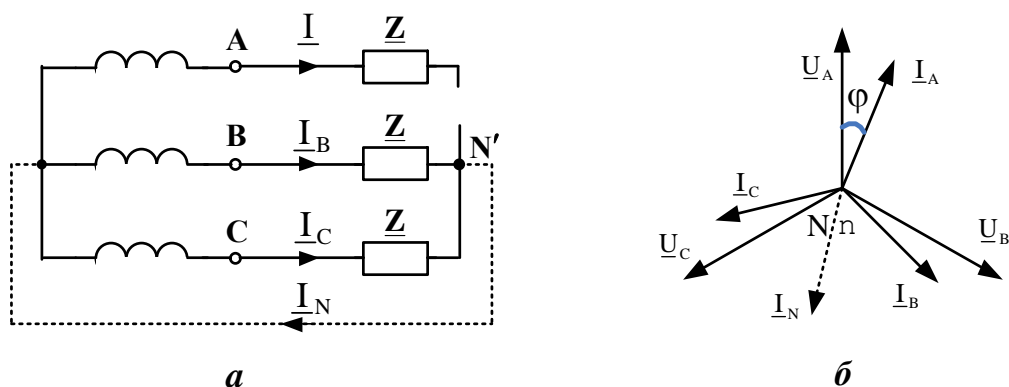 A I Z
B I_B Z N′
C I_C Z
I_N
а
U_A I_A
φ
I_C
N n
U_C U_B
I_N I_B
б